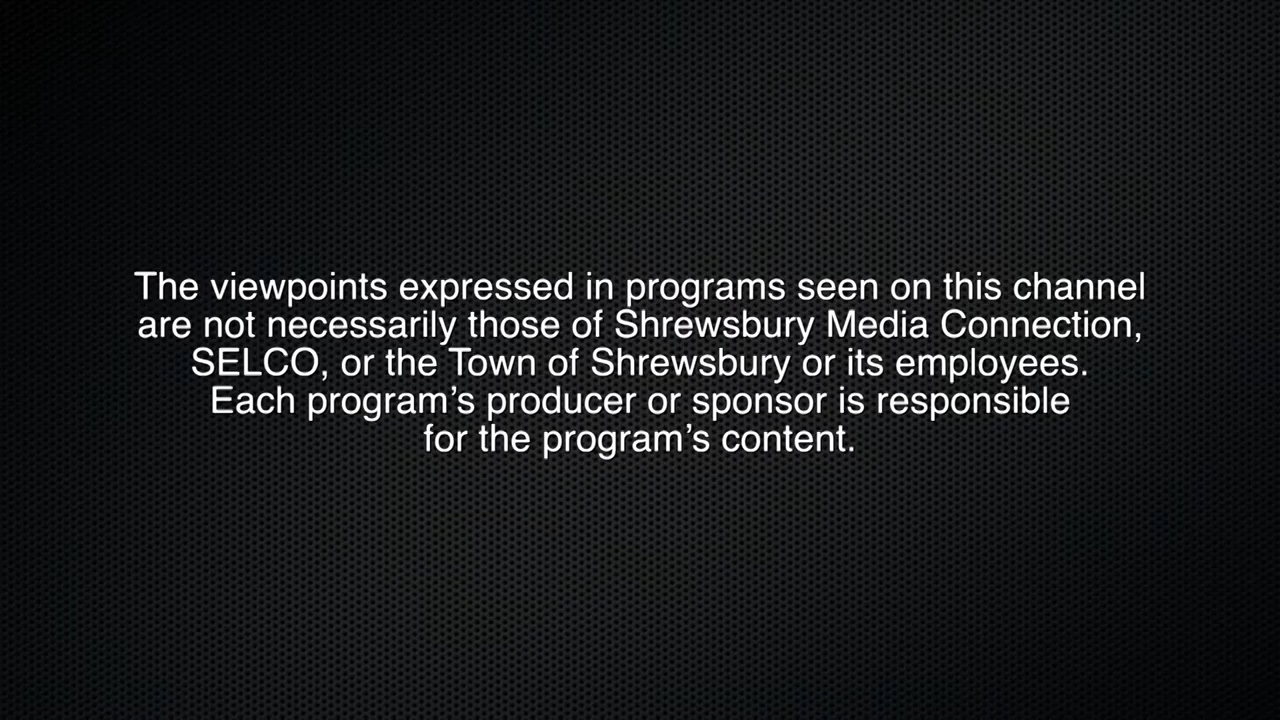 The viewpoints expressed in programs seen on this channel
are not necessarily those of Shrewsbury Media Connection,
SELCO, or the Town of Shrewsbury or its employees.
Each program’s producer or sponsor is responsible
for the program’s content.